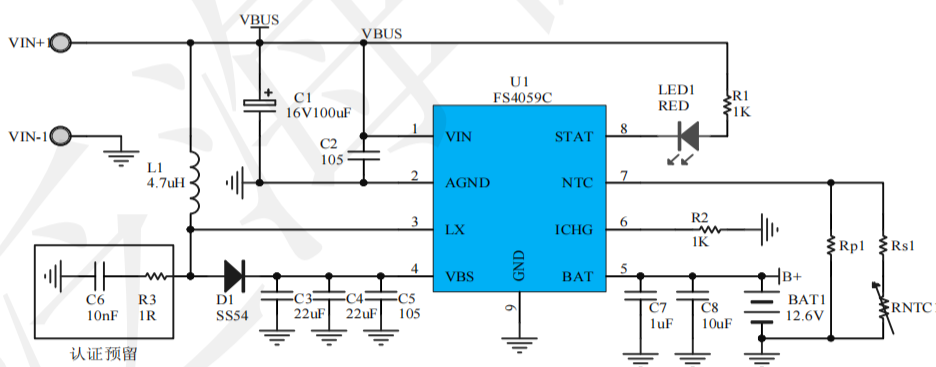 VBUS
VIN+1
VBUS
U1
FS4059C
LED1
RED
R1
1K
C1
16V100uF
VIN-1
C2
105
1
VIN
STAT
8
L1
4.7uH
2
AGND
NTC
7
3
LX
ICHG
6
R2
1K
Rp1
Rs1
4
VBS
GND
BAT
5
B+
C6
10nF
R3
1R
D1
SS54
C3
22uF
C4
22uF
C5
105
9
C7
1uF
C8
10uF
BAT1
12.6V
RNTC
认证预留